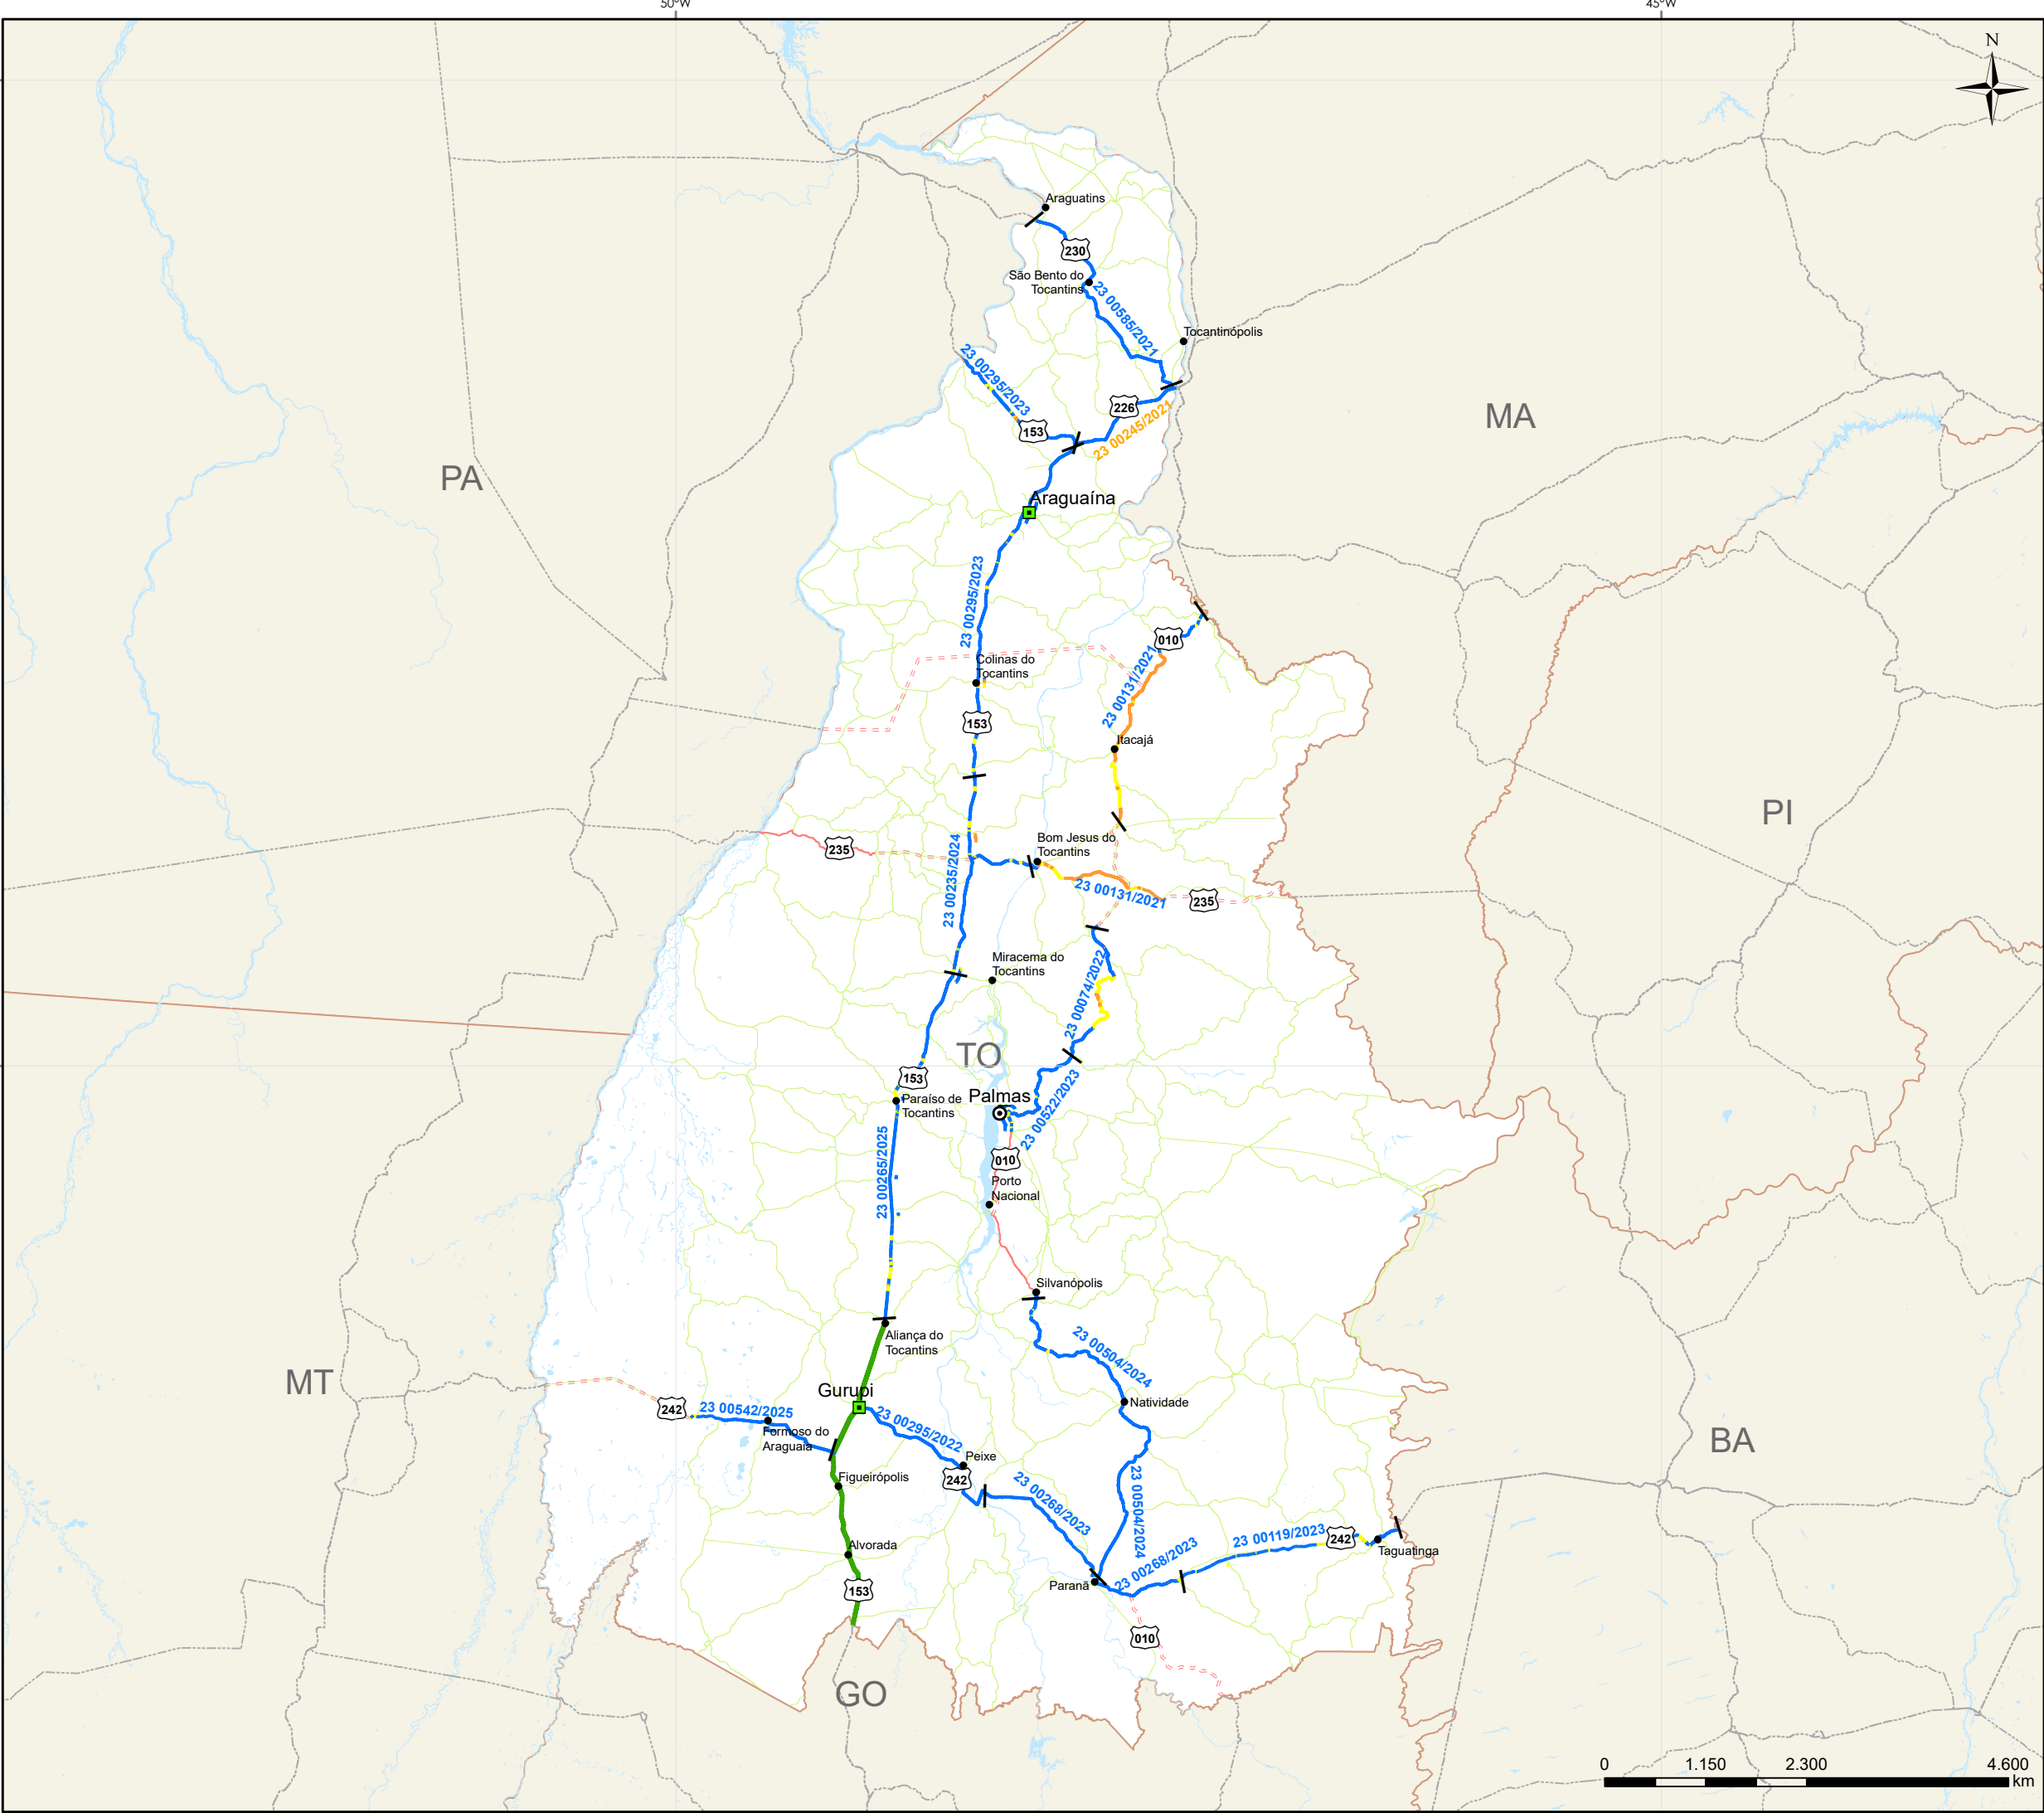 50°W
45°W
N
Araguatins
230
São Bento do
Tocantins
23 00585/2021
Tocantinópolis
23 00295/2023
226
153
23 00245/2021
MA
PA
Araguaína
23 00295/2023
010
23 00131/2021
Colinas do
Tocantins
153
Itacajá
PI
235
Bom Jesus do
Tocantins
23 00235/2024
23 00131/2021
235
Miracema do
Tocantins
23 00074/2022
TO
153
Palmas
Paraíso de
Tocantins
23 00522/2023
23 00265/2025
010
Porto
Nacional
Silvanópolis
Aliança do
Tocantins
23 00504/2024
MT
Gurupi
242
23 00542/2025
Formoso do
Araguaia
23 00295/2022
Natividade
BA
Peixe
242
Figueirópolis
23 00268/2023
23 00504/2024
Alvorada
23 00119/2023
242
Taguatinga
23 00268/2023
Paranã
153
010
GO
0
1.150
2.300
4.600
km